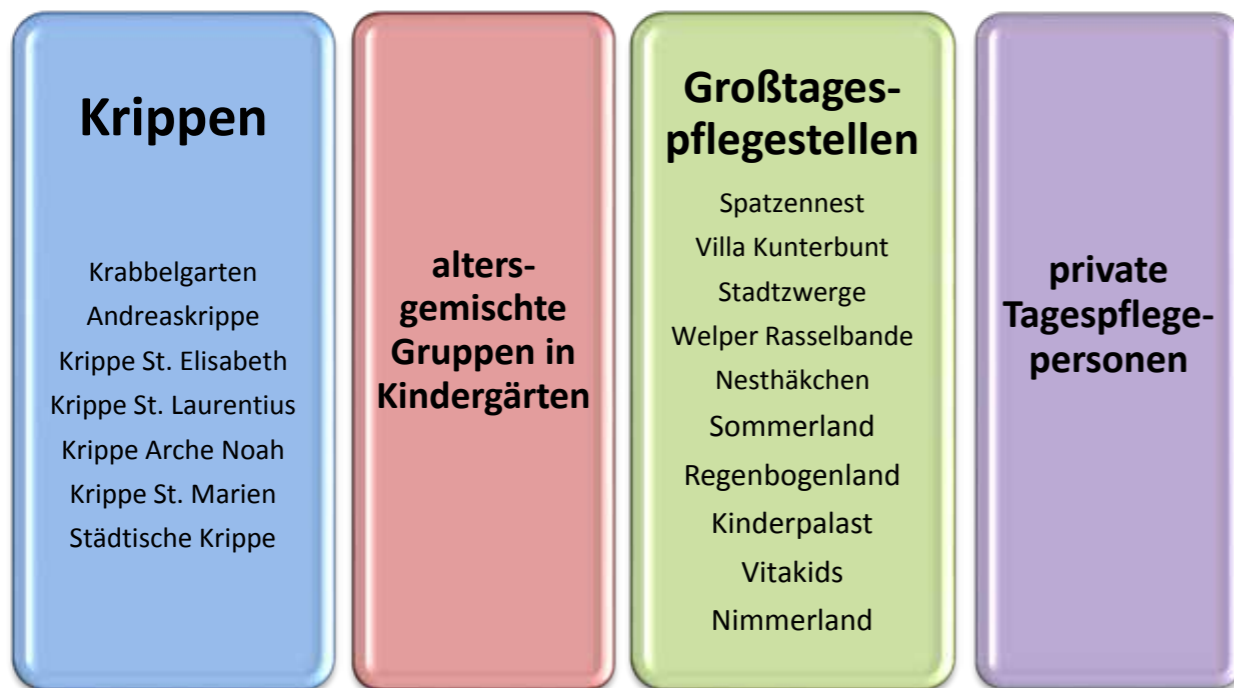 Krippen
Krabbelgarten
Andreaskrippe
Krippe St. Elisabeth
Krippe St. Laurentius
Krippe Arche Noah
Krippe St. Marien
Städtische Krippe
alters-
gemischte
Gruppen in
Kindergärten
Großtages-
pflegestellen
Spatzennest
Villa Kunterbunt
Stadtzwerge
Welper Rasselbande
Nesthäkchen
Sommerland
Regenbogenland
Kinderpalast
Vitakids
Nimmerland
private
Tagespflege-
personen